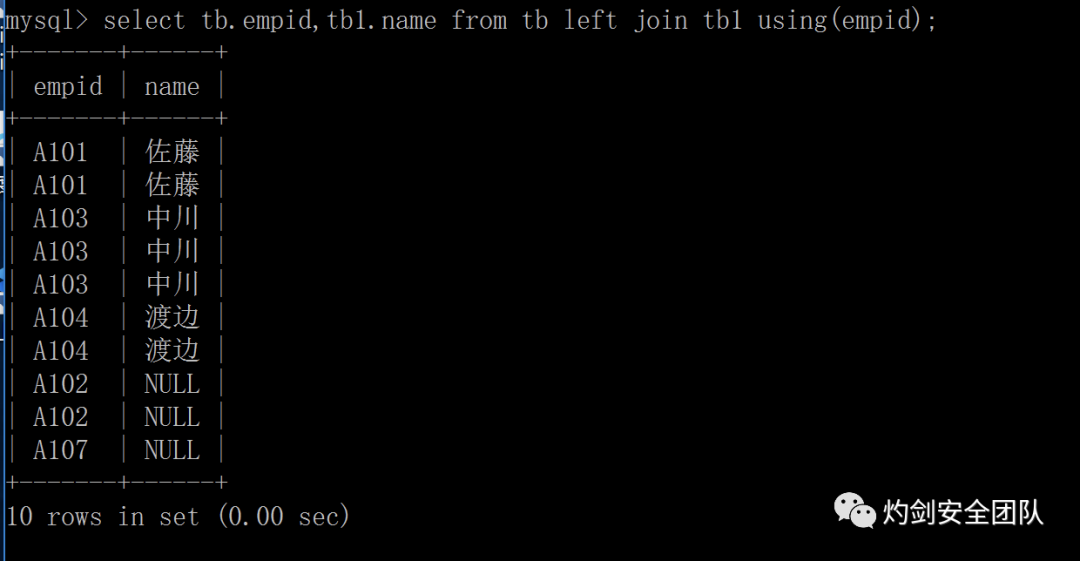 mysql> select tb.empid,tb1.name from tb left join tb1 using(empid);
+-------+------+
| empid | name |
+-------+------+
| A101 | 佐藤 |
| A101 | 佐藤 |
| A103 | 中川 |
| A103 | 中川 |
| A103 | 中川 |
| A104 | 渡边 |
| A104 | 渡边 |
| A102 | NULL |
| A102 | NULL |
| A107 | NULL |
+-------+------+
10 rows in set (0.00 sec)
灼剑安全团队